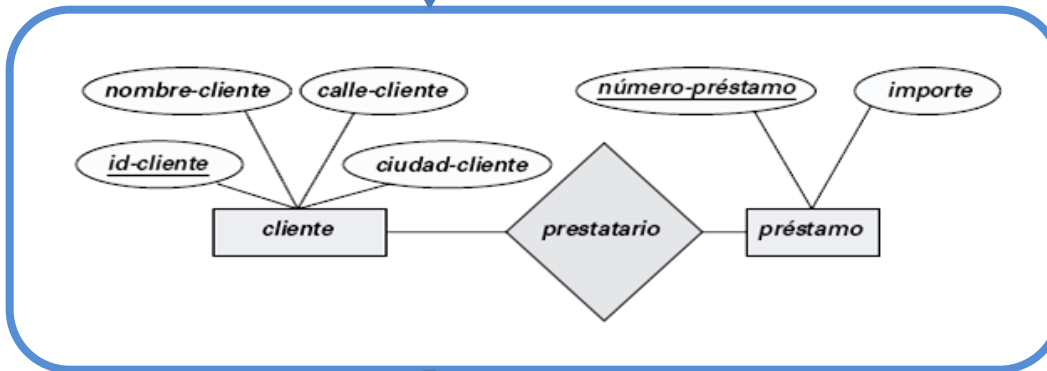 nombre-cliente
calle-cliente
número-préstamo
importe
id-cliente
ciudad-cliente
cliente
prestatario
préstamo